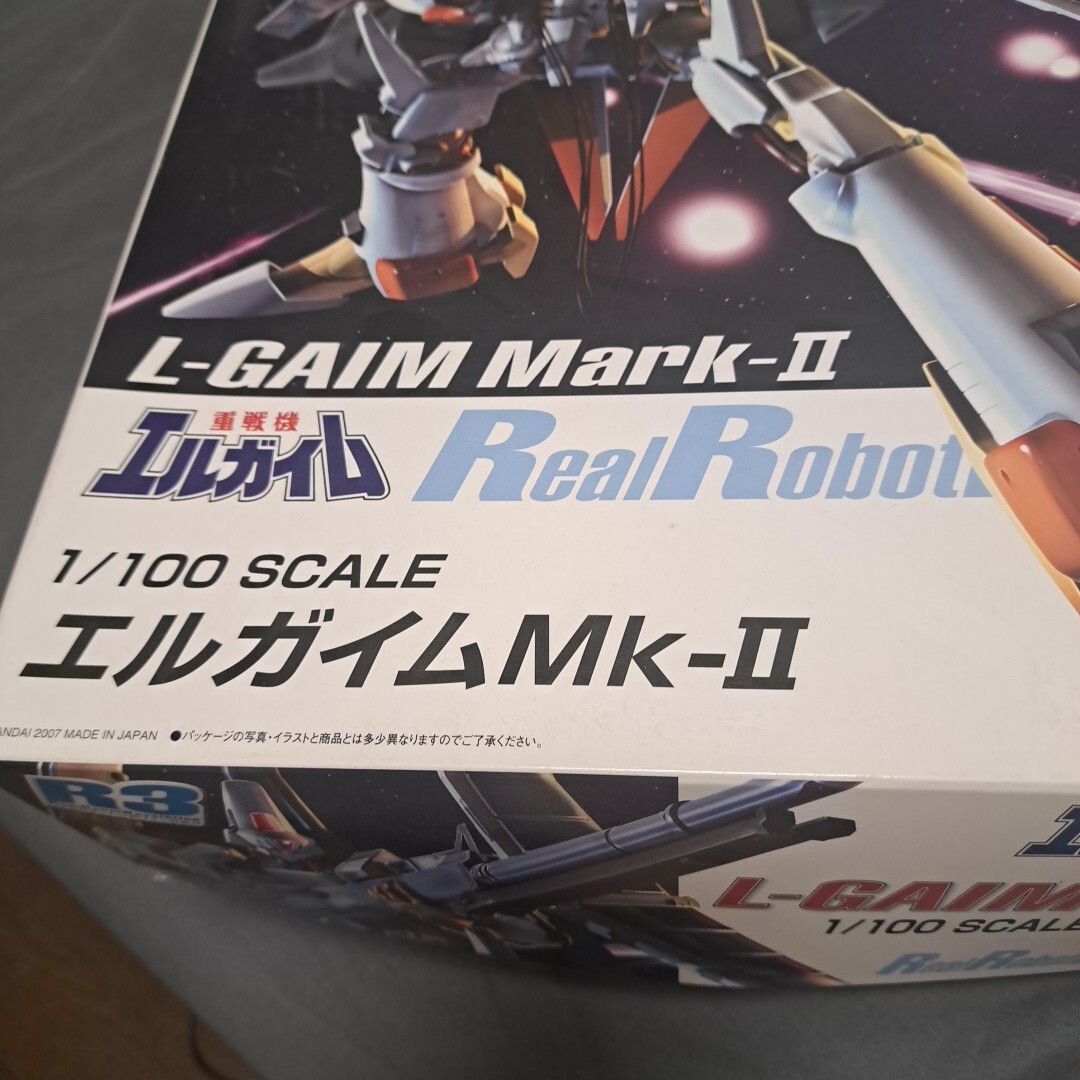 L-GAIM Mark-II
重戦機
エルガイム
RealRobot
1/100 SCALE
エルガイムMk-II
ANDAI 2007 MADE IN JAPAN ●パッケージの写真・イラストと商品とは多少異なりますのでご了承ください。
R3
エ
L-GAIM
1/100 SCALE
RealRobot